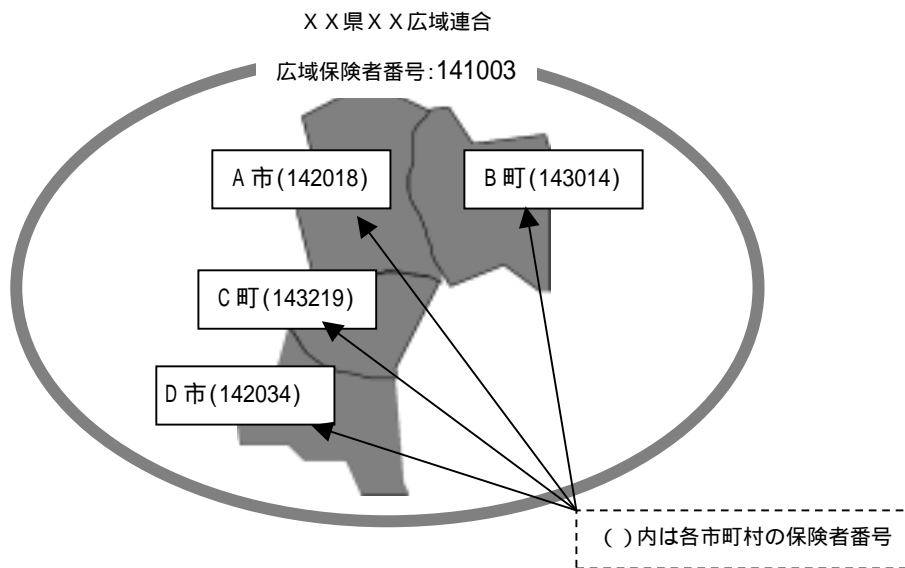 ＸＸ県ＸＸ広域連合
広域保険者番号:141003
Ａ市(142018)
Ｂ町(143014)
Ｃ町(143219)
Ｄ市(142034)
( )内は各市町村の保険者番号